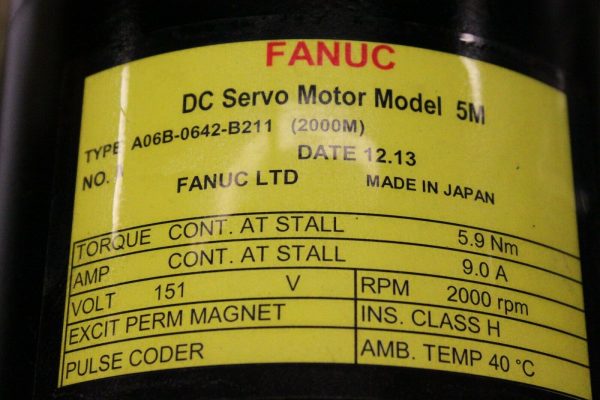 FANUC
DC Servo Motor Model 5M
TYPE A06B-0642-B211 (2000M)
NO. DATE 12.13
FANUC LTD MADE IN JAPAN
TORQUE CONT. AT STALL 5.9 Nm
AMP CONT. AT STALL 9.0 A
VOLT 151 V RPM 2000 rpm
EXCIT PERM MAGNET INS. CLASS H
PULSE CODER AMB. TEMP 40 °C